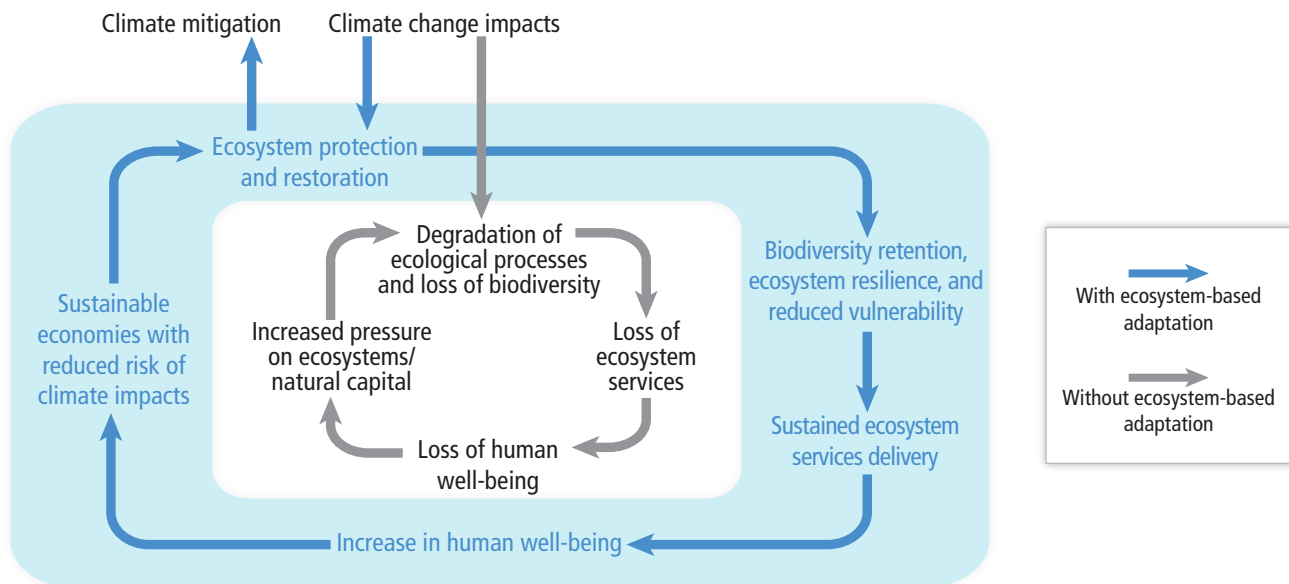 Climate mitigation
Climate change impacts
Ecosystem protection
and restoration
Degradation of
ecological processes
and loss of biodiversity
Biodiversity retention,
ecosystem resilience, and
reduced vulnerability
Sustainable
economies with
reduced risk of
climate impacts
Increased pressure
on ecosystems/
natural capital
Loss of
ecosystem
services
Loss of human
well-being
Sustained ecosystem
services delivery
Increase in human well-being
With ecosystem-based
adaptation
Without ecosystem-based
adaptation